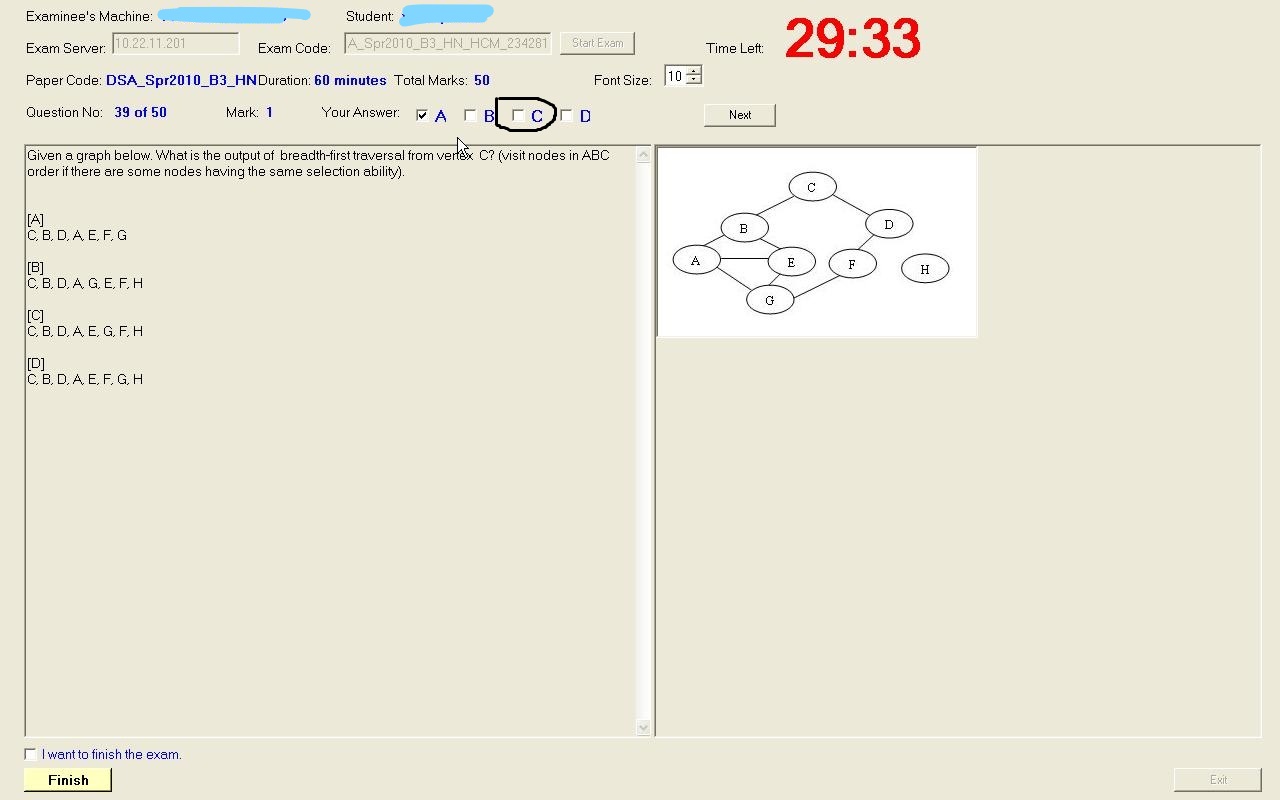 Examinee's Machine: Student:
Exam Server: 10.22.11.201 Exam Code: A_Spr2010_B3_HN_HCM_234281 Start Exam Time Left: 29:33
Paper Code: DSA_Spr2010_B3_HN Duration: 60 minutes Total Marks: 50 Font Size: 10
Question No: 39 of 50 Mark: 1 Your Answer: A B C D Next
Given a graph below. What is the output of breadth-first traversal from vertex C? (visit nodes in ABC
order if there are some nodes having the same selection ability).
[A]
C, B, D, A, E, F, G
[B]
C, B, D, A, G, E, F, H
[C]
C, B, D, A, E, G, F, H
[D]
C, B, D, A, E, F, G, H
C
B D
A E F H
G
I want to finish the exam.
Finish Exit